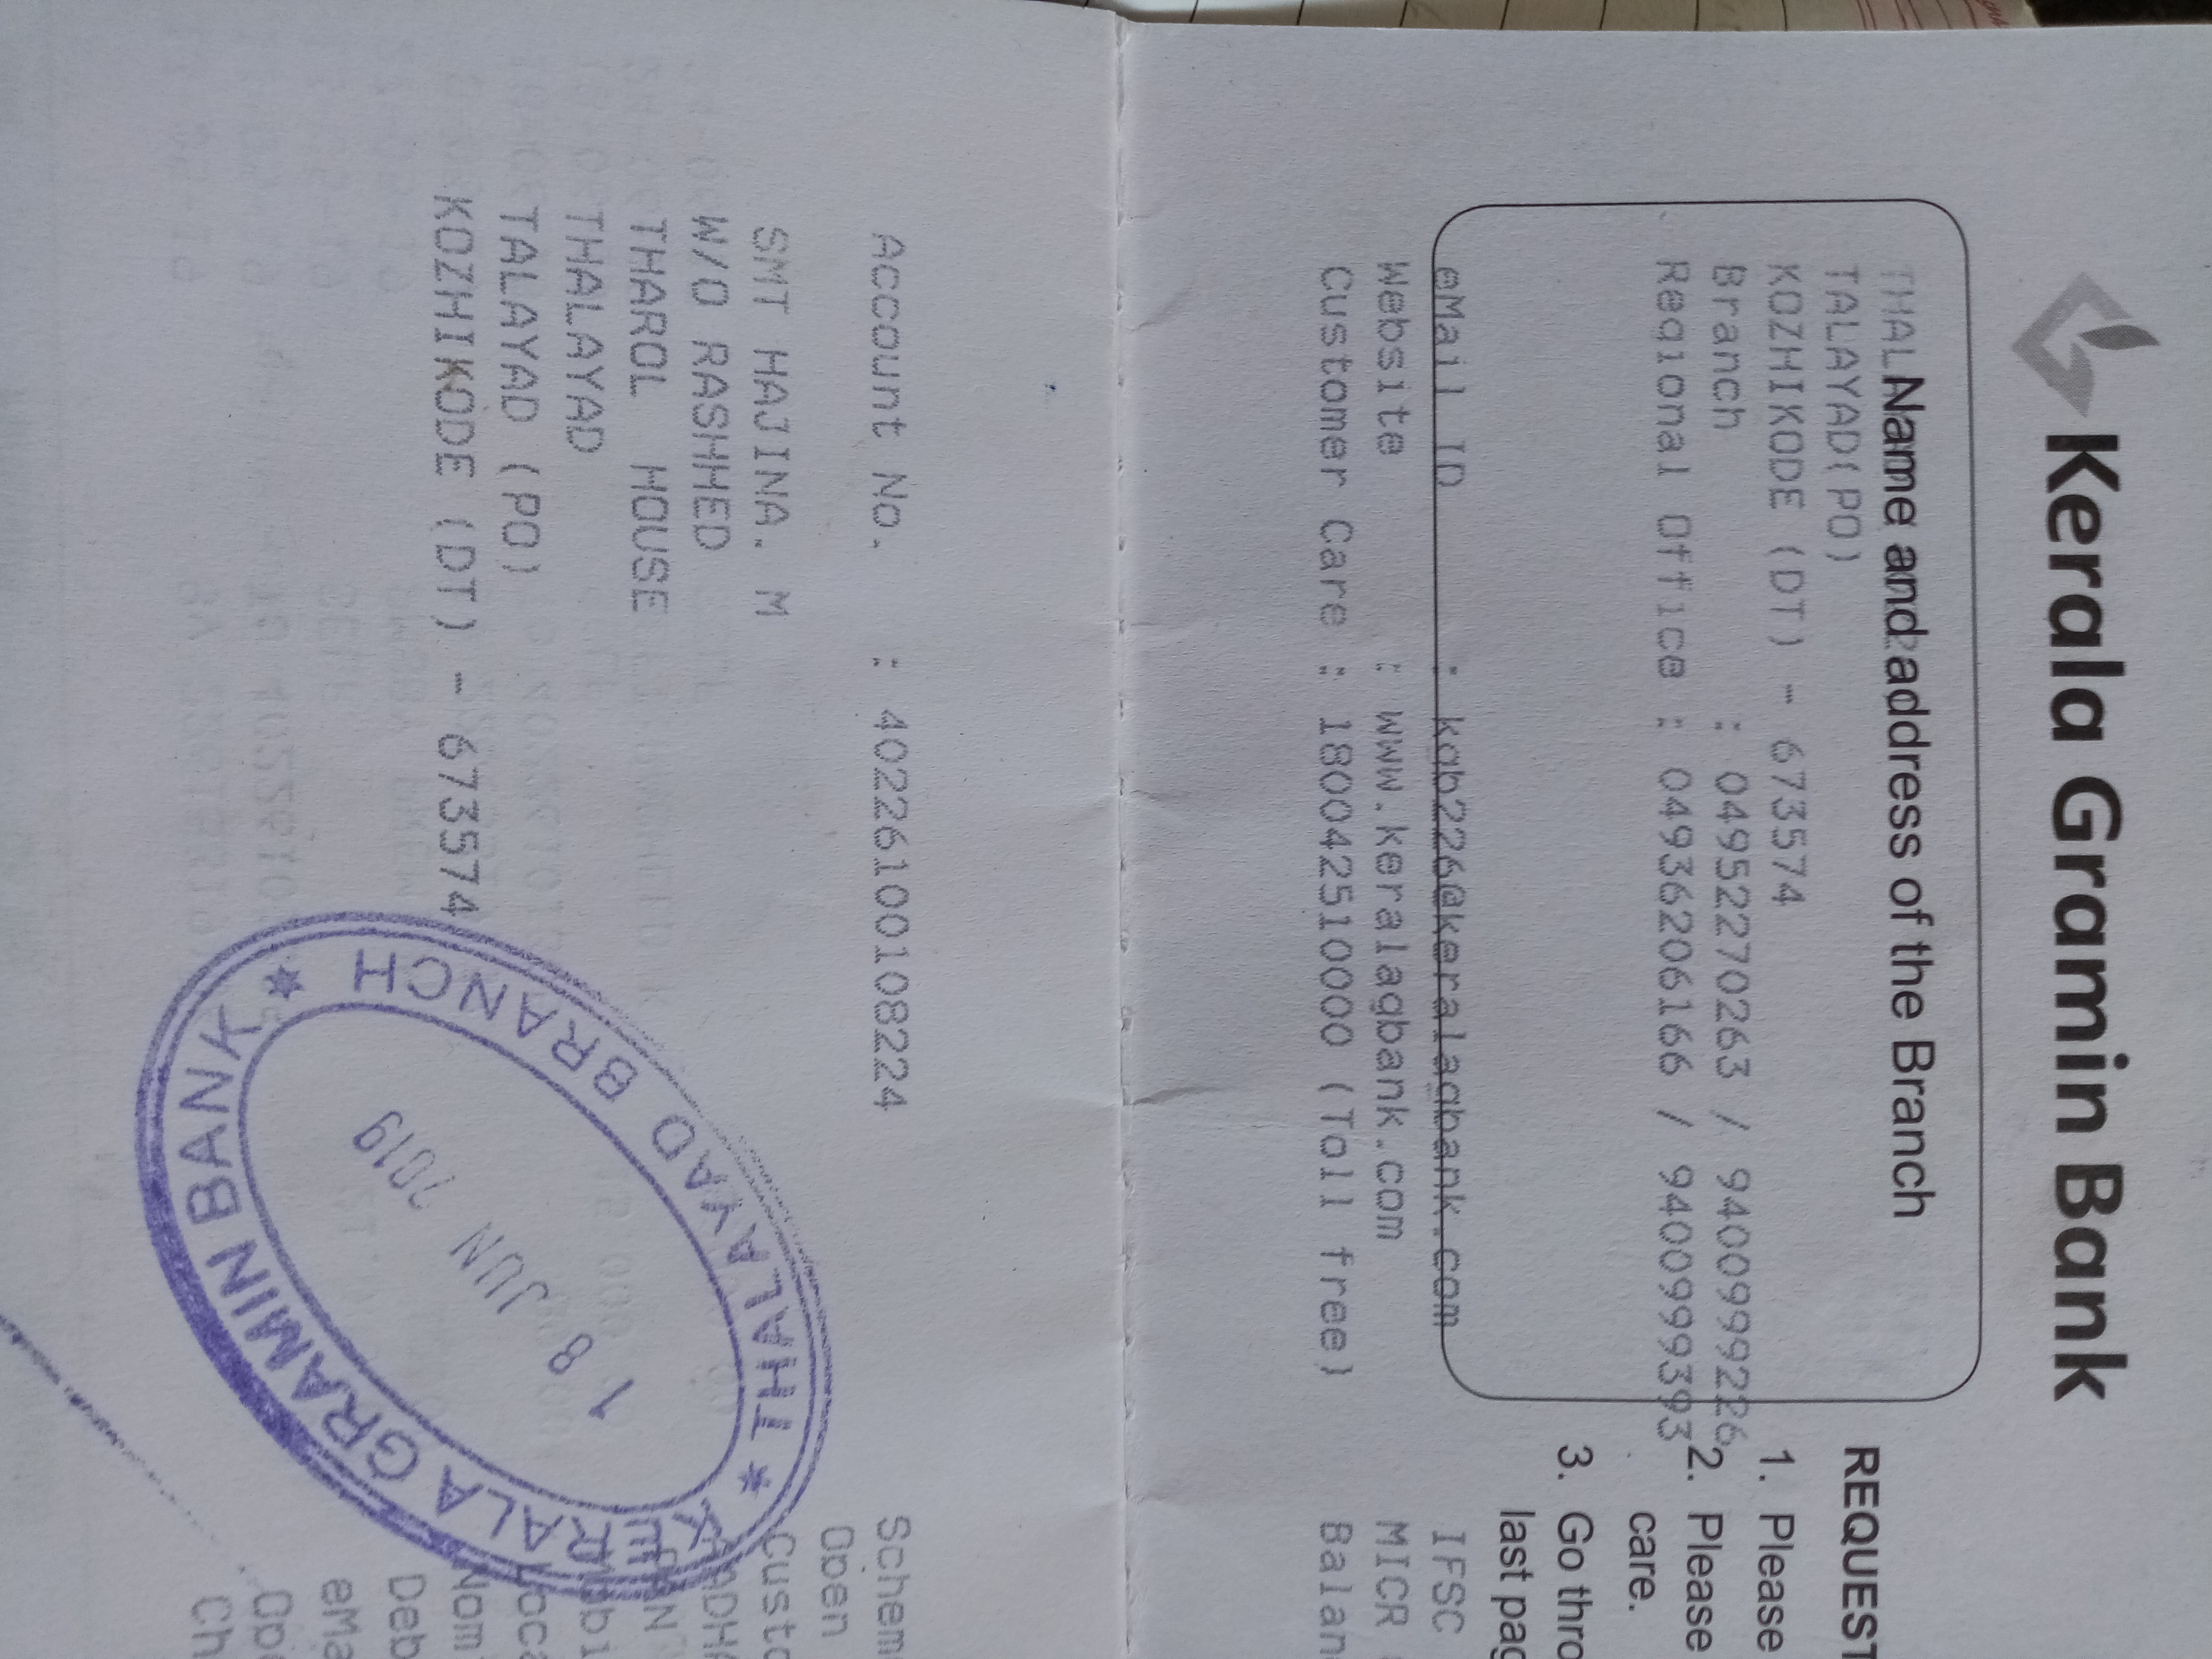 Kerala Gramin Bank
Name and address of the Branch
THAL
TALAYAD(PO)
KOZHIKODE (DT) - 673574
Branch : 04952270263 / 9400999226
Regional Office : 04936206166 / 9400999393
eMail ID : kgb226@keralagbank.com
Website : www.keralagbank.com
Customer Care : 180042510000 (Toll free)
REQUEST
1. Please
2. Please
care.
3. Go thro
last pag
IFSC
MICR
Balan
Account No. : 40226100108224
SMT HAJINA. M
W/O RASHHED
THAROL HOUSE
THALAYAD
TALAYAD (PO)
KOZHIKODE (DT) - 673574
Schem
Open
Custo
AADHA
PAN
Mobi
Loca
Nom
Deb
eMa
Ope
Ch
KERALA GRAMIN BANK
THALAYAD BRANCH
18 JUN 2019